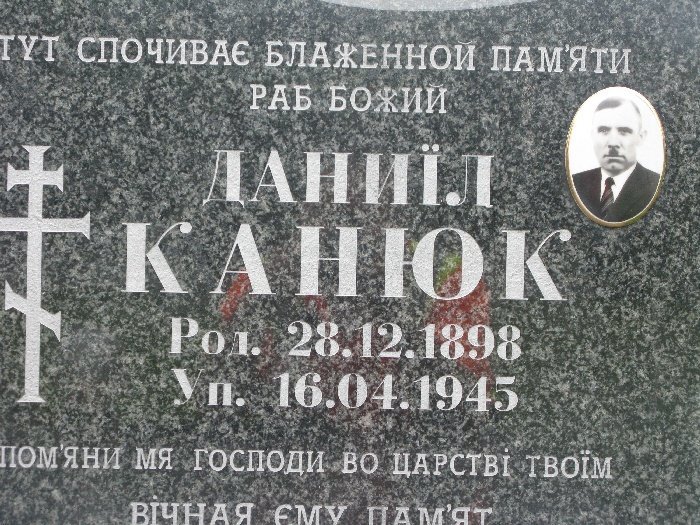 ТУТ СПОЧИВАЄ БЛАЖЕННОЙ ПАМ'ЯТИ
РАБ БОЖИЙ
ДАНИЇЛ
КАНЮК
Род. 28.12.1898
Уп. 16.04.1945
ПОМ'ЯНИ МЯ ГОСПОДИ ВО ЦАРСТВІ ТВОЇМ
ВІЧНАЯ ЄМУ ПАМ'ЯТ